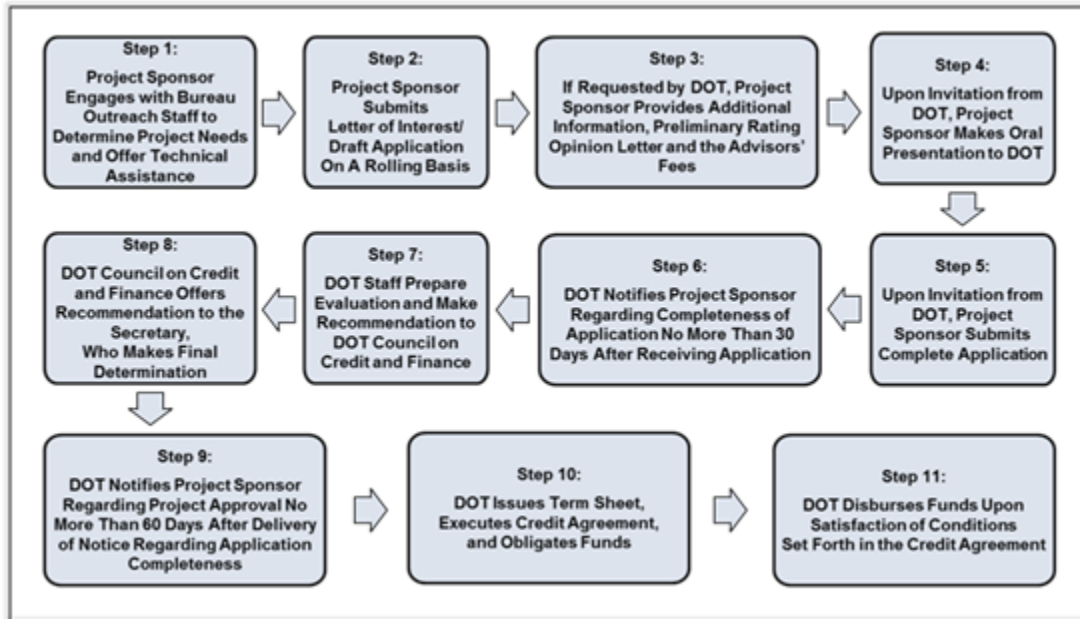 Step 1:
Project Sponsor
Engages with Bureau
Outreach Staff to
Determine Project Needs
and Offer Technical
Assistance
Step 2:
Project Sponsor
Submits
Letter of Interest/
Draft Application
On A Rolling Basis
Step 3:
If Requested by DOT, Project
Sponsor Provides Additional
Information, Preliminary Rating
Opinion Letter and the Advisors'
Fees
Step 4:
Upon Invitation from
DOT, Project
Sponsor Makes Oral
Presentation to DOT
Step 5:
Upon Invitation from
DOT, Project
Sponsor Submits
Complete Application
Step 6:
DOT Notifies Project Sponsor
Regarding Completeness of
Application No More Than 30
Days After Receiving Application
Step 7:
DOT Staff Prepare
Evaluation and Make
Recommendation to
DOT Council on
Credit and Finance
Step 8:
DOT Council on Credit
and Finance Offers
Recommendation to the
Secretary,
Who Makes Final
Determination
Step 9:
DOT Notifies Project Sponsor
Regarding Project Approval No
More Than 60 Days After Delivery
of Notice Regarding Application
Completeness
Step 10:
DOT Issues Term Sheet,
Executes Credit Agreement,
and Obligates Funds
Step 11:
DOT Disburses Funds Upon
Satisfaction of Conditions
Set Forth in the Credit Agreement